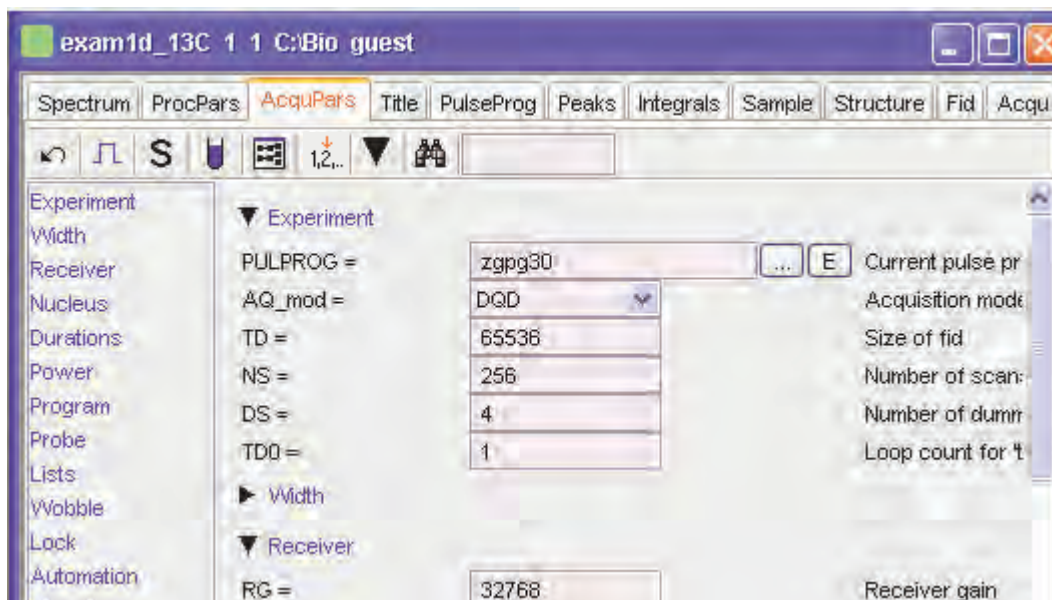 exam1d_13C 1 1 C:\Bio guest
Spectrum ProcPars AcquPars Title PulseProg Peaks Integrals Sample Structure Fid Acqu
S 1,2,...
Experiment
Width
Receiver
Nucleus
Durations
Power
Program
Probe
Lists
Wobble
Lock
Automation
Experiment
PULPROG = zgpg30 ... E Current pulse pr
AQ_mod = DQD Acquisition mode
TD = 65536 Size of fid
NS = 256 Number of scans
DS = 4 Number of dumm
TD0 = 1 Loop count for 't
Width
Receiver
RG = 32768 Receiver gain